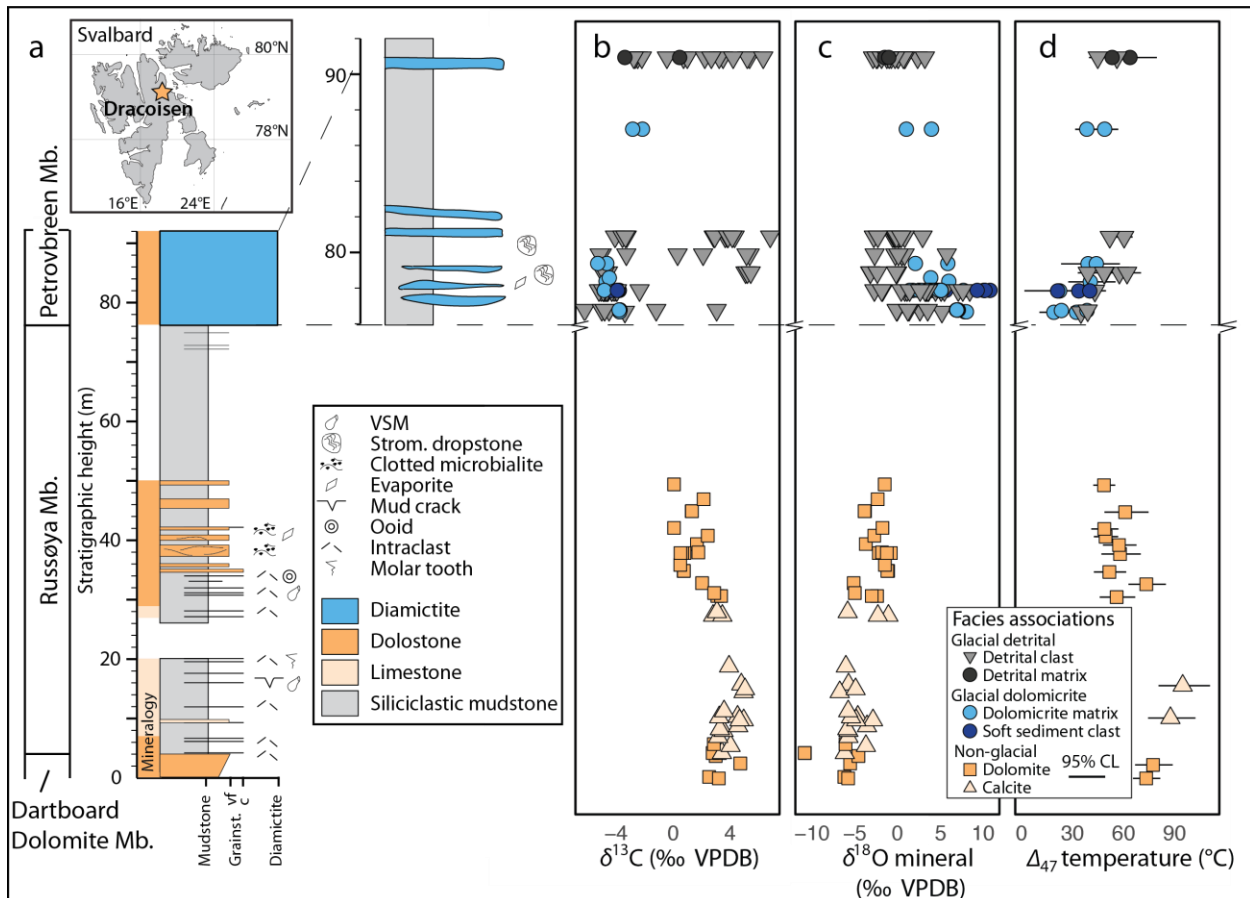 a
Svalbard
80°N
Dracoisen
78°N
16°E
24°E
90
80
b
c
d
Petrovbreen Mb.
Russøya Mb.
/
Dartboard
Dolomite Mb.
Stratigraphic height (m)
80
60
40
20
0
Mineralogy
Mudstone
Grainst.
vf
c
Diamictite
VSM
Strom. dropstone
Clotted microbialite
Evaporite
Mud crack
Ooid
Intraclast
Molar tooth
Diamictite
Dolostone
Limestone
Siliciclastic mudstone
Facies associations
Glacial detrital
Detrital clast
Detrital matrix
Glacial dolomicrite
Dolomicrite matrix
Soft sediment clast
Non-glacial
Dolomite
95% CL
Calcite
−4 0 4
δ¹³C (‰ VPDB)
−10 −5 0 5 10
δ¹⁸O mineral
(‰ VPDB)
0 30 60 90
Δ₄₇ temperature (°C)